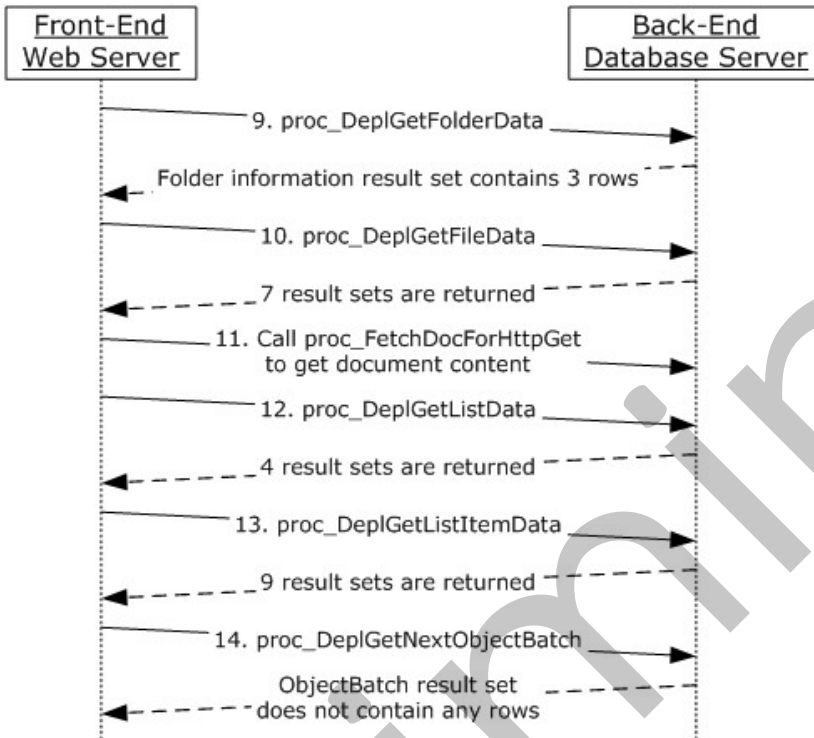 Front-End
Web Server
Back-End
Database Server
9. proc_DeplGetFolderData
Folder information result set contains 3 rows
10. proc_DeplGetFileData
7 result sets are returned
11. Call proc_FetchDocForHttpGet
to get document content
12. proc_DeplGetListData
4 result sets are returned
13. proc_DeplGetListItemData
9 result sets are returned
14. proc_DeplGetNextObjectBatch
ObjectBatch result set
does not contain any rows